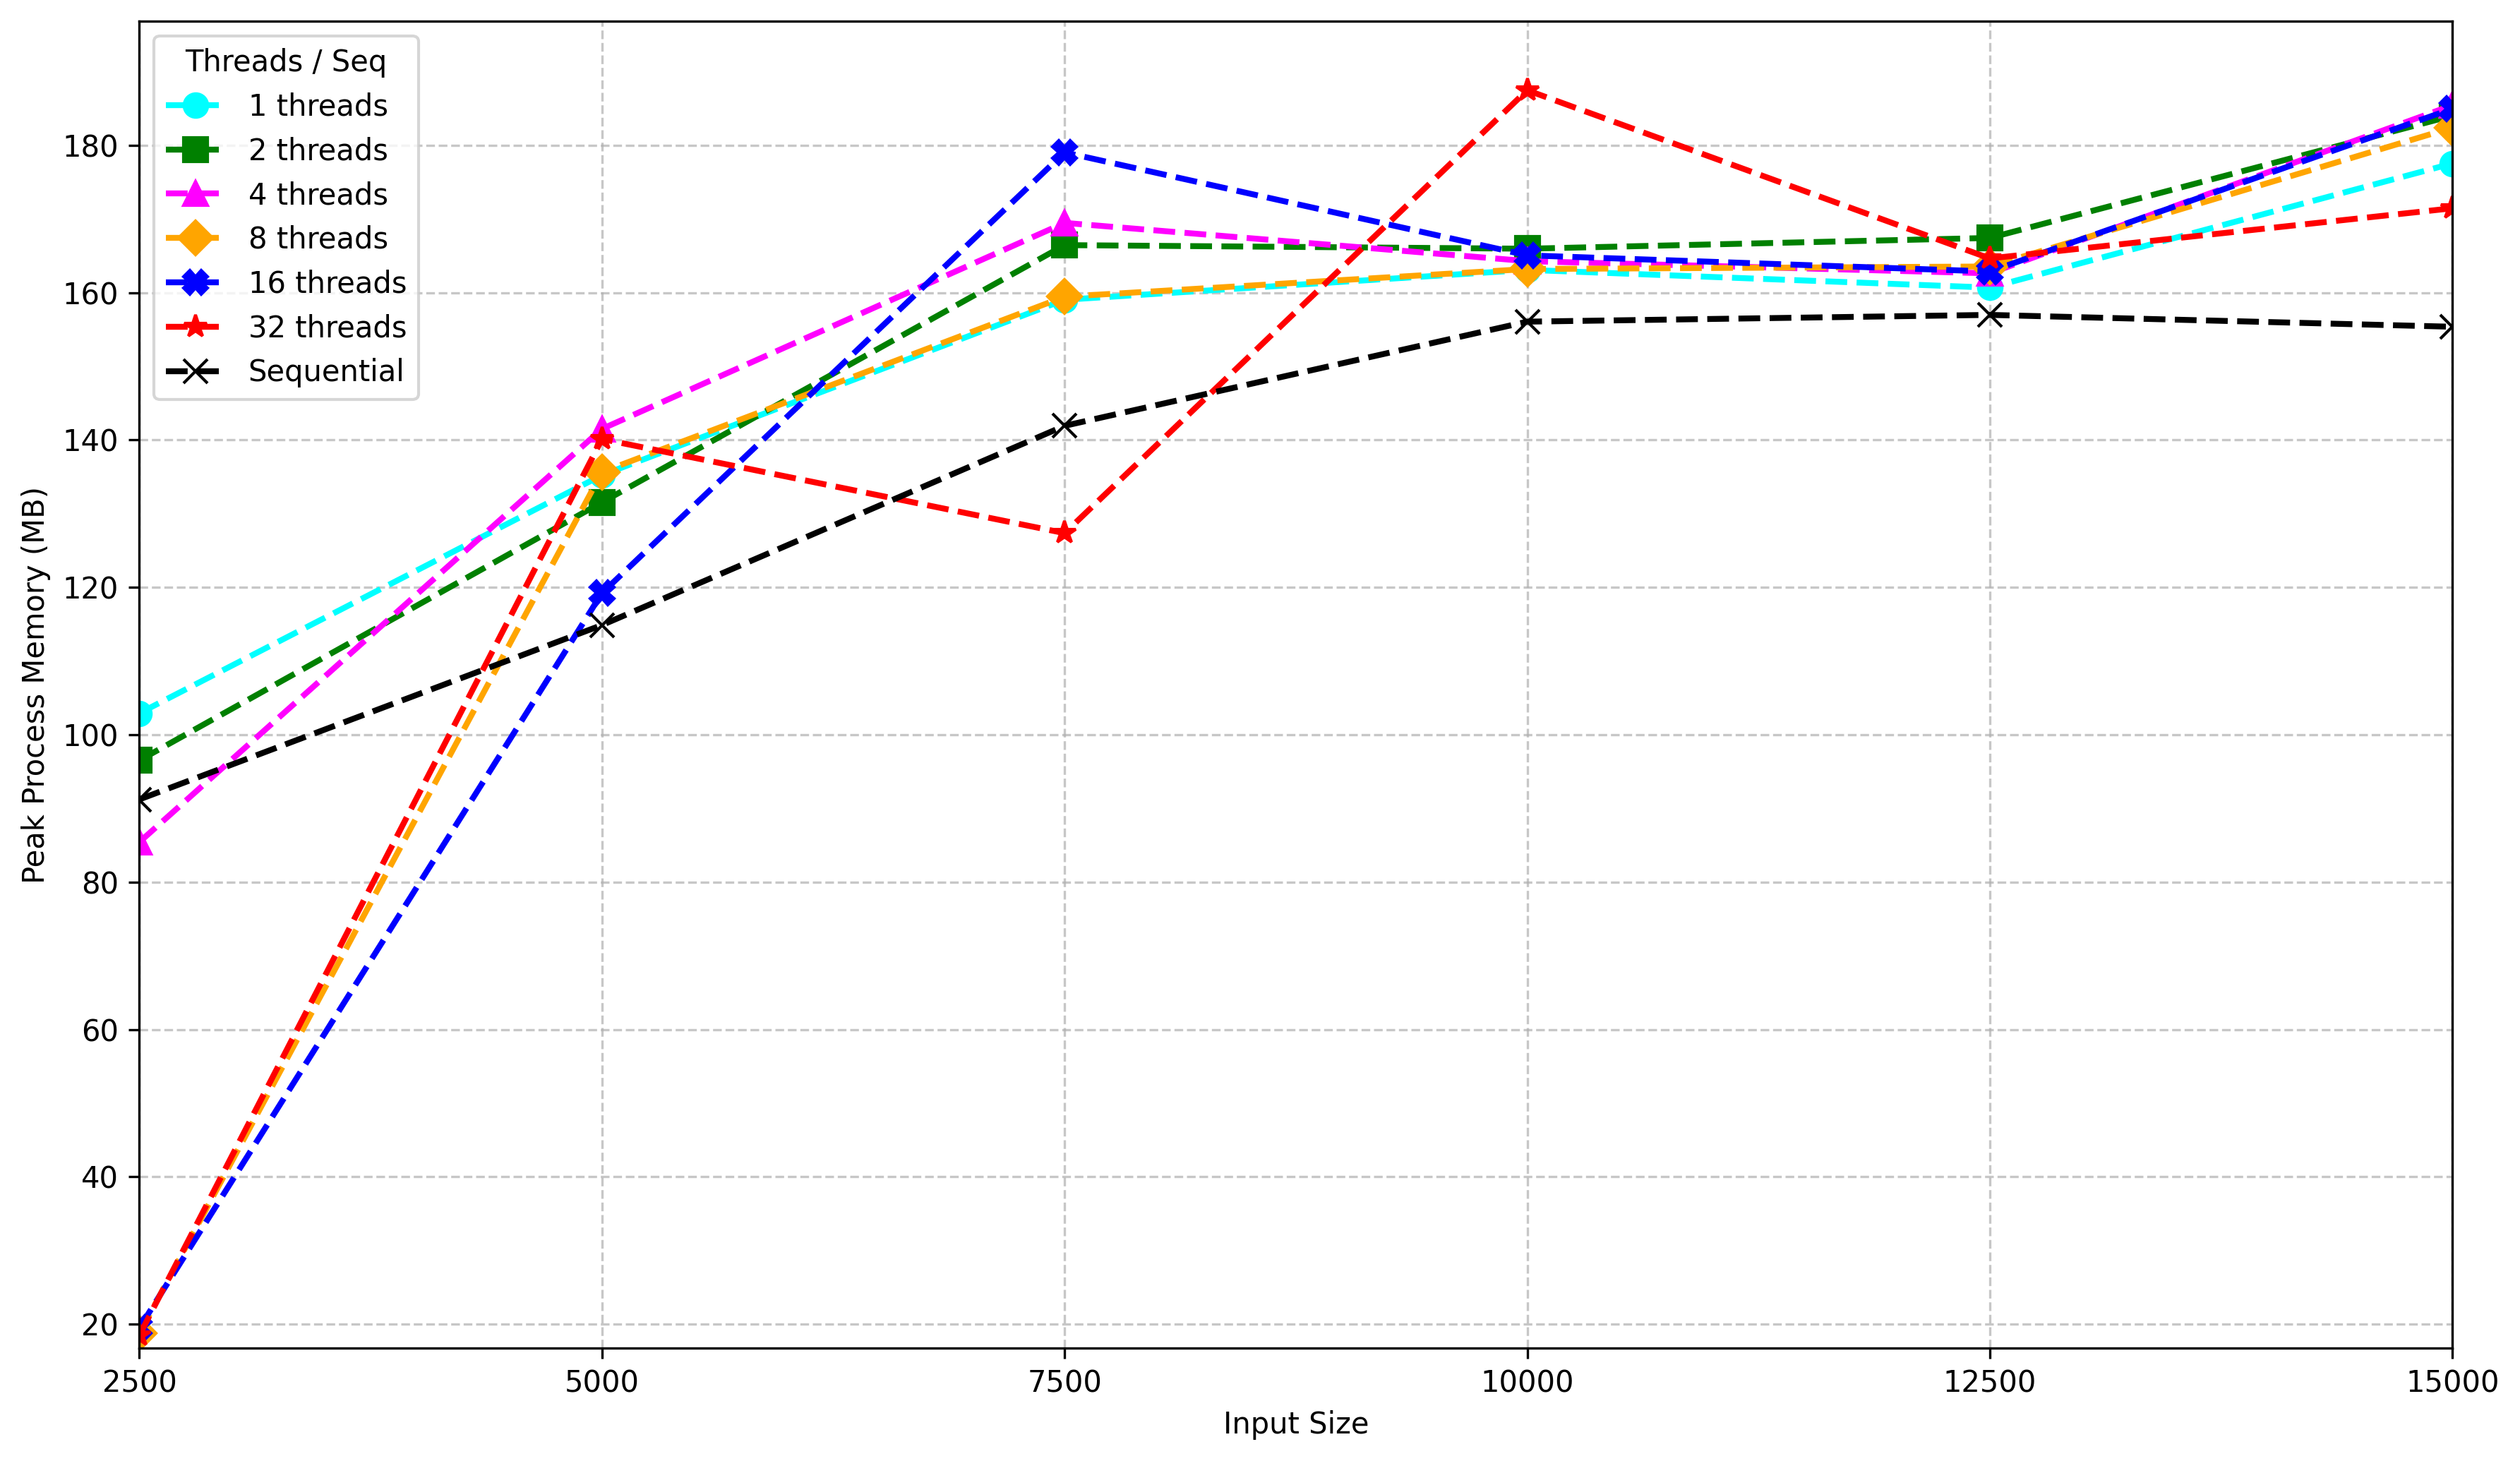 Threads / Seq
1 threads
2 threads
4 threads
8 threads
16 threads
32 threads
Sequential
Peak Process Memory (MB)
180
160
140
120
100
80
60
40
20
2500 5000 7500 10000 12500 15000
Input Size